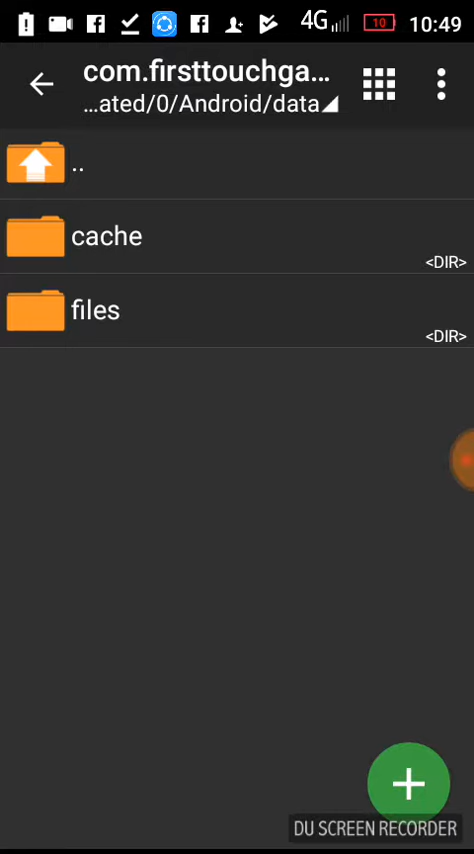 4G 10 10:49
com.firsttouchga...
...ated/0/Android/data
..
cache
<DIR>
files
<DIR>
DU SCREEN RECORDER